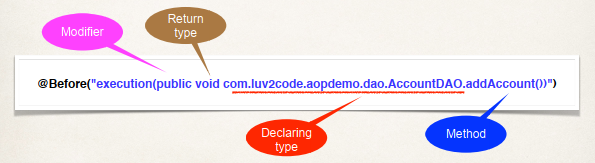 Modifier
Return
type
@Before("execution(public void com.luv2code.aopdemo.dao.AccountDAO.addAccount())")
Declaring
type
Method